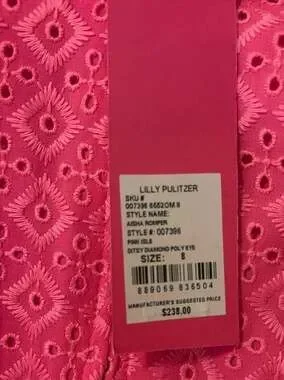 LILLY PULITZER
SKU #
007396 6552OM 8
STYLE NAME:
AISHA ROMPER
STYLE #: 007396
PINK ISLE
DITSY DIAMOND POLY EYE
SIZE: 8
889069 836504
MANUFACTURER'S SUGGESTED PRICE
$238.00